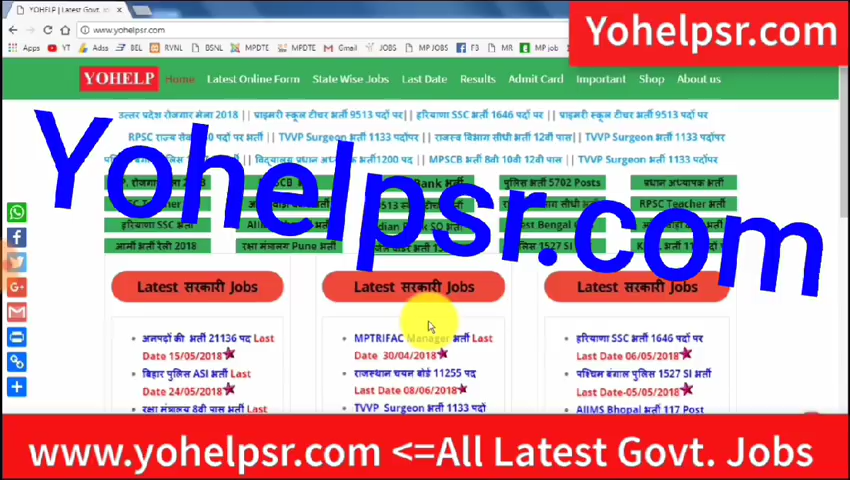 YOHELP | Latest Govt. J
Yohelpsr.com
www.yohelpsr.com
Apps YT Adss BEL RVNL BSNL MPDTE MPDTE Gmail JOBS MP JOBS F3 MR MP job
YOHELP Home Latest Online Form State Wise Jobs Last Date Results Admit Card Important Shop About us
उत्तर प्रदेश रोजगार मेला 2018 || प्राइमरी स्कूल टीचर भर्ती 9513 पदों पर || हरियाणा SSC भर्ती 1646 पदों पर || प्राइमरी स्कूल टीचर भर्ती 9513 पदों पर
पदों पर भर्ती || TVVP Surgeon भर्ती 1133 पदोंपर || राजस्व विभाग सीधी भर्ती 12वी पास || TVVP Surgeon भर्ती 1133 पदोंपर
भर्ती1200 पद || MPSCB भर्ती 8वी 10वी 12वी पास || TVVP Surgeon भर्ती 1133 पदोंपर
Yohelpsr.com
Bank भर्ती पुलिस भर्ती 5702 Posts प्रधान अध्यापक भर्ती
RPSC Teacher भर्ती
हरियाणा SSC भर्ती
आर्मी भर्ती रैली 2018 रक्षा मंत्रालय Pune भर्ती
Latest सरकारी Jobs Latest सरकारी Jobs Latest सरकारी Jobs
अनपढ़ों की भर्ती 21136 पद Last Date 15/05/2018
बिहार पुलिस ASI भर्ती Last Date 24/05/2018
रक्षा मंत्रालय 8वी पास भर्ती Last
MPTRIFAC Manager भर्ती Last Date 30/04/2018
राजस्थान चयन बोर्ड 11255 पद Last Date 08/06/2018
TVVP Surgeon भर्ती 1133 पदों
हरियाणा SSC भर्ती 1646 पदों पर Last Date 06/05/2018
पश्चिम बंगाल पुलिस 1527 SI भर्ती Last Date-05/05/2018
AIIMS Bhopal भर्ती 117 Post
www.yohelpsr.com <=All Latest Govt. Jobs